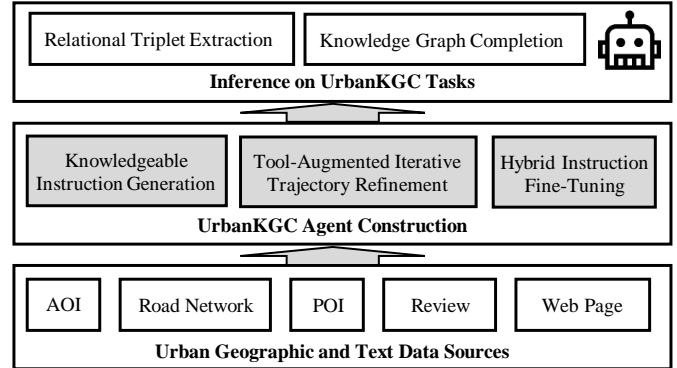 Relational Triplet Extraction
Knowledge Graph Completion
Inference on UrbanKGC Tasks
Knowledgeable
Instruction Generation
Tool-Augmented Iterative
Trajectory Refinement
Hybrid Instruction
Fine-Tuning
UrbanKGC Agent Construction
AOI
Road Network
POI
Review
Web Page
Urban Geographic and Text Data Sources